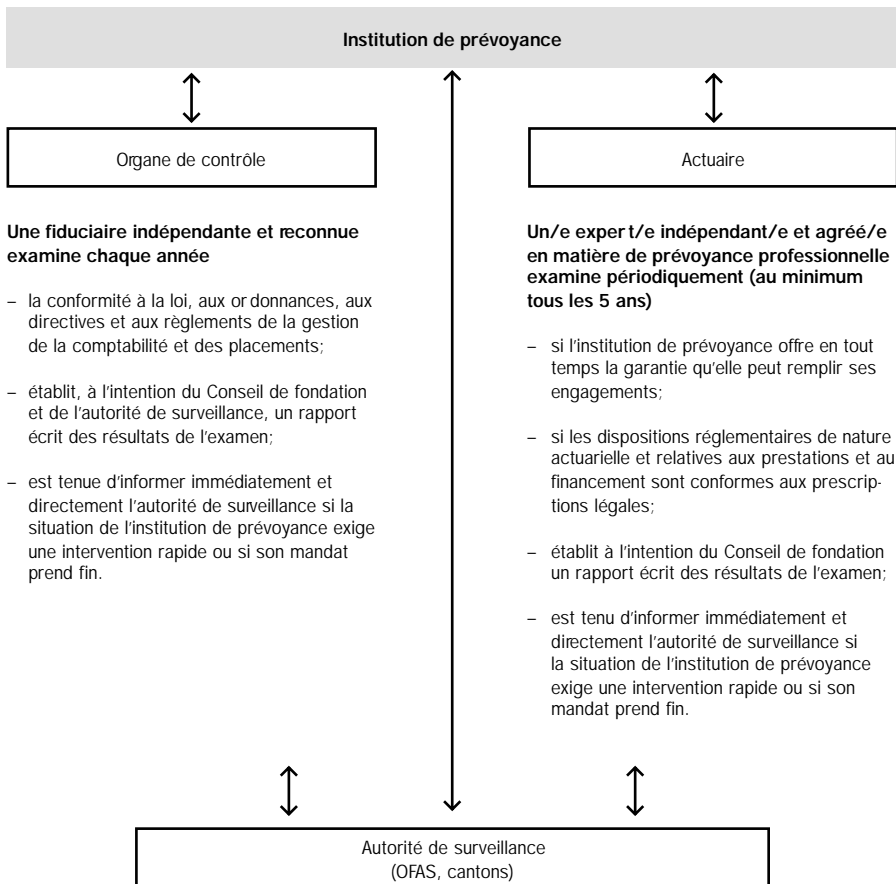 Institution de prévoyance
Organe de contrôle
Une fiduciaire indépendante et reconnue
examine chaque année
– la conformité à la loi, aux ordonnances, aux
directives et aux règlements de la gestion
de la comptabilité et des placements;
– établit, à l'intention du Conseil de fondation
et de l'autorité de surveillance, un rapport
écrit des résultats de l'examen;
– est tenue d'informer immédiatement et
directement l'autorité de surveillance si la
situation de l'institution de prévoyance exige
une intervention rapide ou si son mandat
prend fin.
Actuaire
Un/e expert/e indépendant/e et agréé/e
en matière de prévoyance professionnelle
examine périodiquement (au minimum
tous les 5 ans)
– si l'institution de prévoyance offre en tout
temps la garantie qu'elle peut remplir ses
engagements;
– si les dispositions réglementaires de nature
actuarielle et relatives aux prestations et au
financement sont conformes aux prescrip-
tions légales;
– établit à l'intention du Conseil de fondation
un rapport écrit des résultats de l'examen;
– est tenu d'informer immédiatement et
directement l'autorité de surveillance si
la situation de l'institution de prévoyance
exige une intervention rapide ou si son
mandat prend fin.
Autorité de surveillance
(OFAS, cantons)